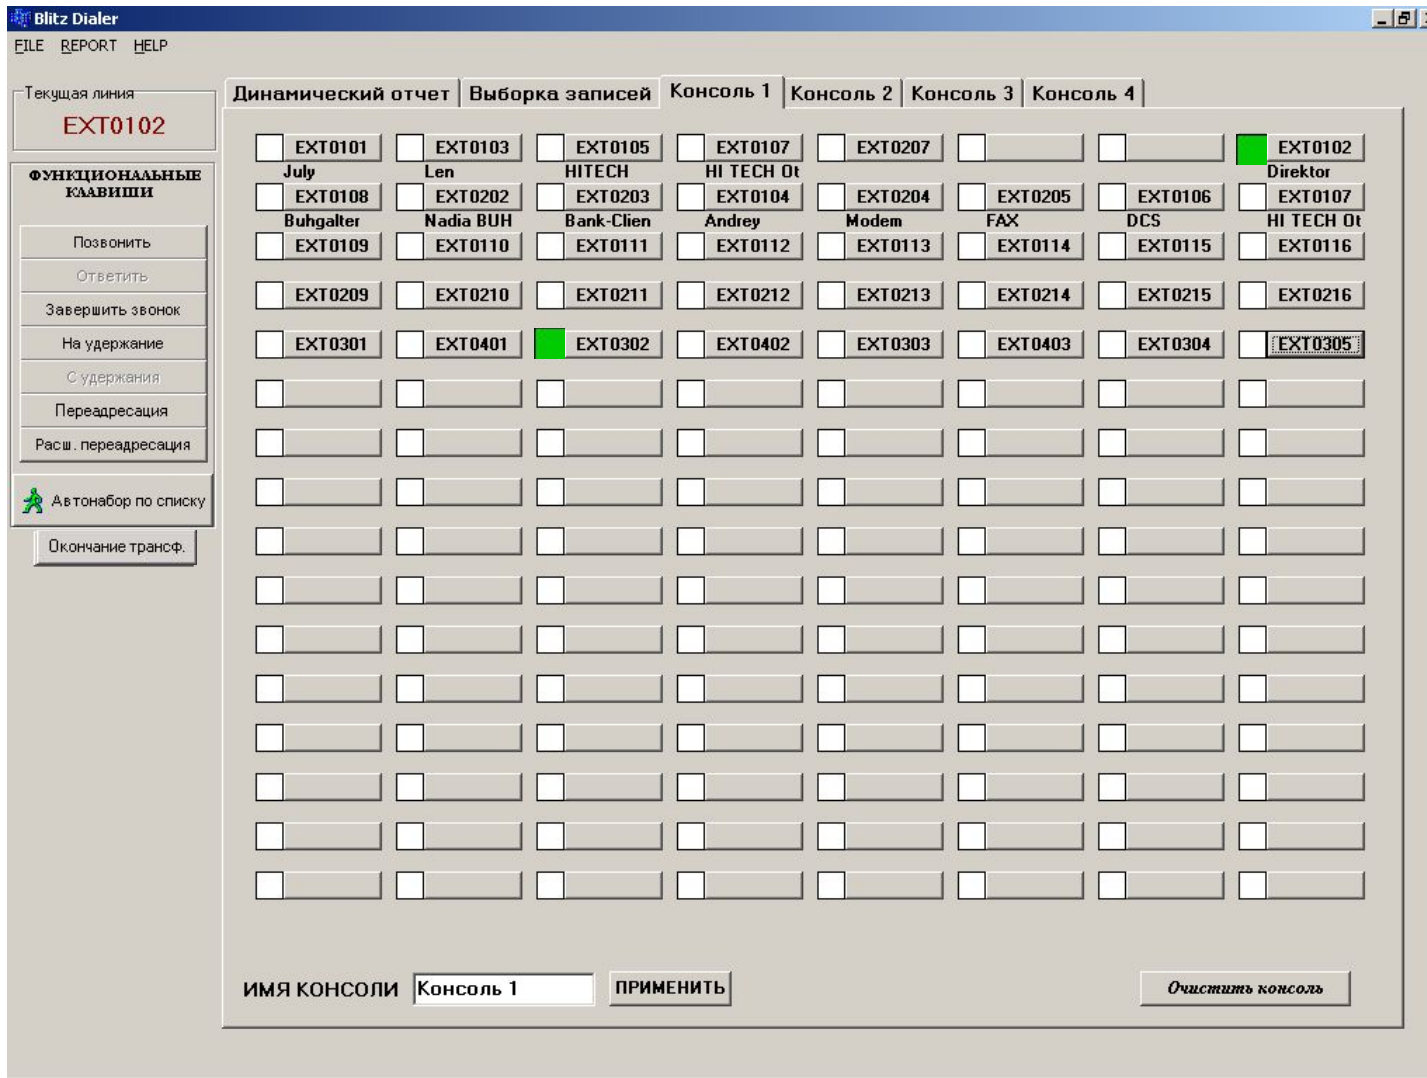 Blitz Dialer
FILE REPORT HELP
Текущая линия
EXT0102
ФУНКЦИОНАЛЬНЫЕ
КЛАВИШИ
Позвонить
Ответить
Завершить звонок
На удержание
С удержания
Переадресация
Расш. переадресация
Автонабор по списку
Окончание трансф.
Динамический отчет Выборка записей Консоль 1 Консоль 2 Консоль 3 Консоль 4
EXT0101 EXT0103 EXT0105 EXT0107 EXT0207 EXT0102
July Len HITECH HI TECH Ot Direktor
EXT0108 EXT0202 EXT0203 EXT0104 EXT0204 EXT0205 EXT0106 EXT0107
Buhgalter Nadia BUH Bank-Clien Andrey Modem FAX DCS HI TECH Ot
EXT0109 EXT0110 EXT0111 EXT0112 EXT0113 EXT0114 EXT0115 EXT0116
EXT0209 EXT0210 EXT0211 EXT0212 EXT0213 EXT0214 EXT0215 EXT0216
EXT0301 EXT0401 EXT0302 EXT0402 EXT0303 EXT0403 EXT0304 EXT0305
ИМЯ КОНСОЛИ Консоль 1 ПРИМЕНИТЬ Очистить консоль